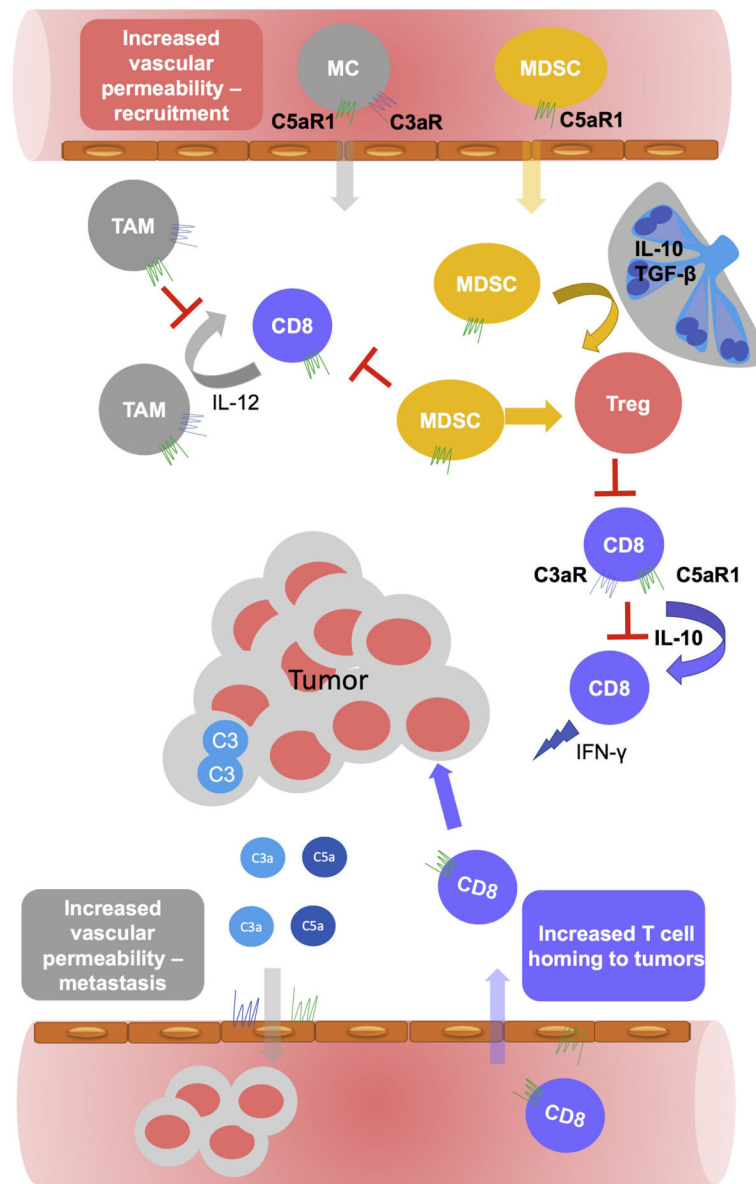 Increased
vascular
permeability –
recruitment
MC
MDSC
C5aR1
C3aR
C5aR1
TAM
IL-10
TGF-β
MDSC
CD8
TAM
IL-12
MDSC
Treg
CD8
C3aR
C5aR1
IL-10
CD8
IFN-γ
Tumor
C3
C3
C3a
C5a
CD8
Increased
vascular
permeability –
metastasis
C3a
C5a
Increased T cell
homing to tumors
CD8